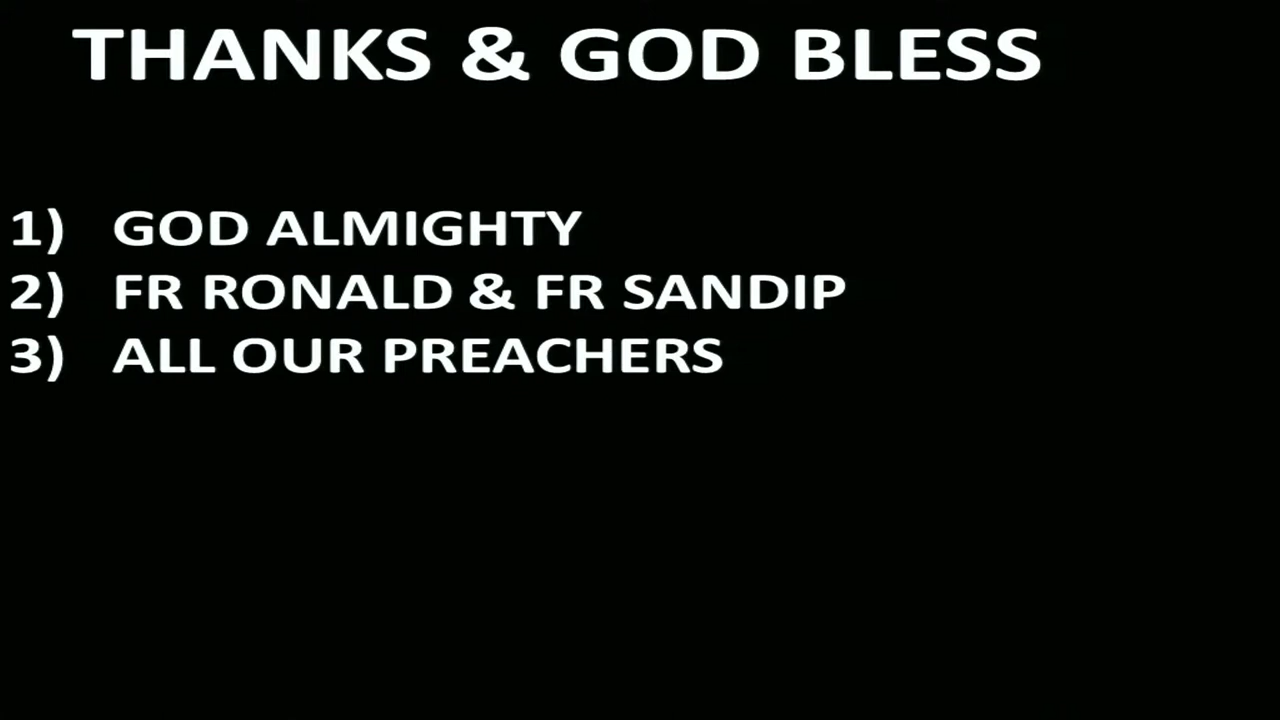 THANKS & GOD BLESS
1) GOD ALMIGHTY
2) FR RONALD & FR SANDIP
3) ALL OUR PREACHERS